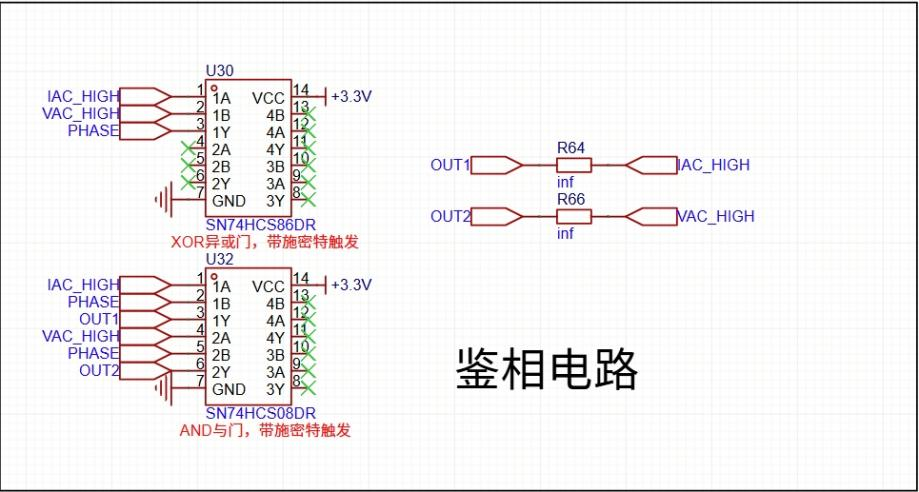 U30
IAC_HIGH 1 1A VCC 14 +3.3V
VAC_HIGH 2 1B 4B 13
PHASE 3 1Y 4A 12
4 2A 4Y 11
5 2B 3B 10
6 2Y 3A 9
7 GND 3Y 8
SN74HCS86DR
XOR异或门，带施密特触发
U32
IAC_HIGH 1 1A VCC 14 +3.3V
PHASE 2 1B 4B 13
OUT1 3 1Y 4A 12
VAC_HIGH 4 2A 4Y 11
PHASE 5 2B 3B 10
OUT2 6 2Y 3A 9
7 GND 3Y 8
SN74HCS08DR
AND与门，带施密特触发
R64
OUT1 IAC_HIGH
inf
R66
OUT2 VAC_HIGH
inf
鉴相电路